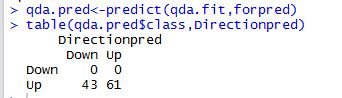 > qda.pred<-predict(qda.fit,forpred)
> table(qda.pred$class,Directionpred)
      Directionpred
       Down Up
  Down    0  0
  Up     43 61